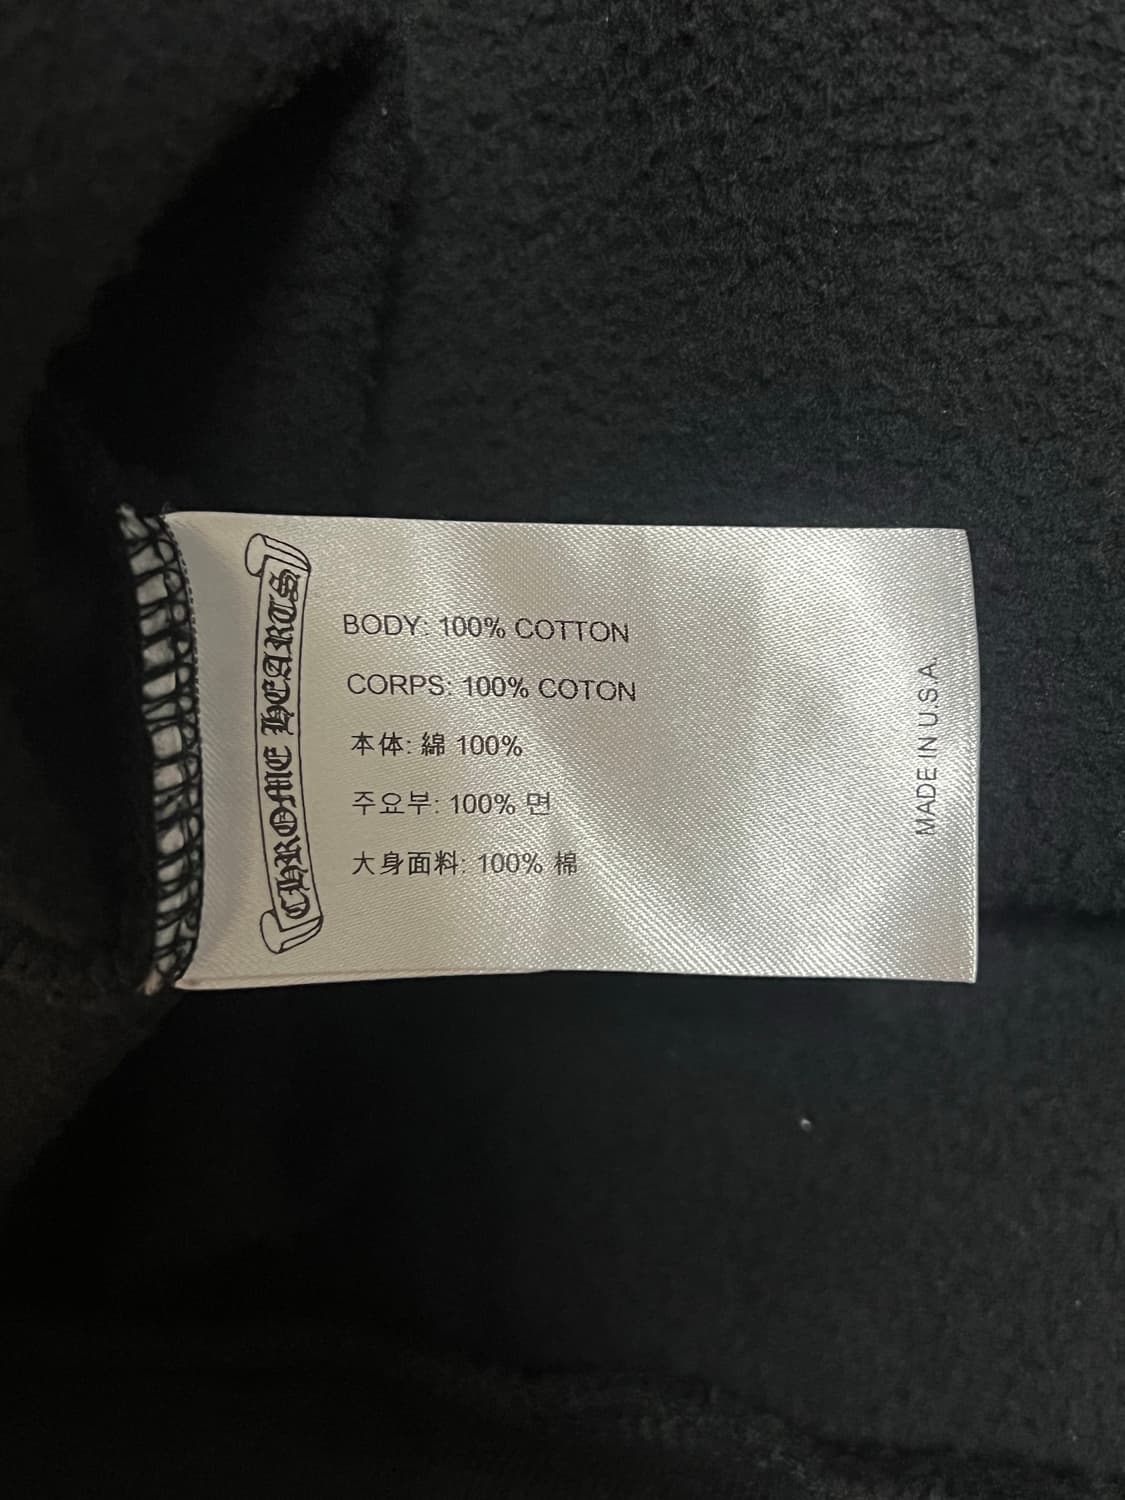 CHROME HEARTS
BODY: 100% COTTON
CORPS: 100% COTON
本体: 綿 100%
주요부: 100% 면
大身面料: 100% 棉
MADE IN U.S.A.